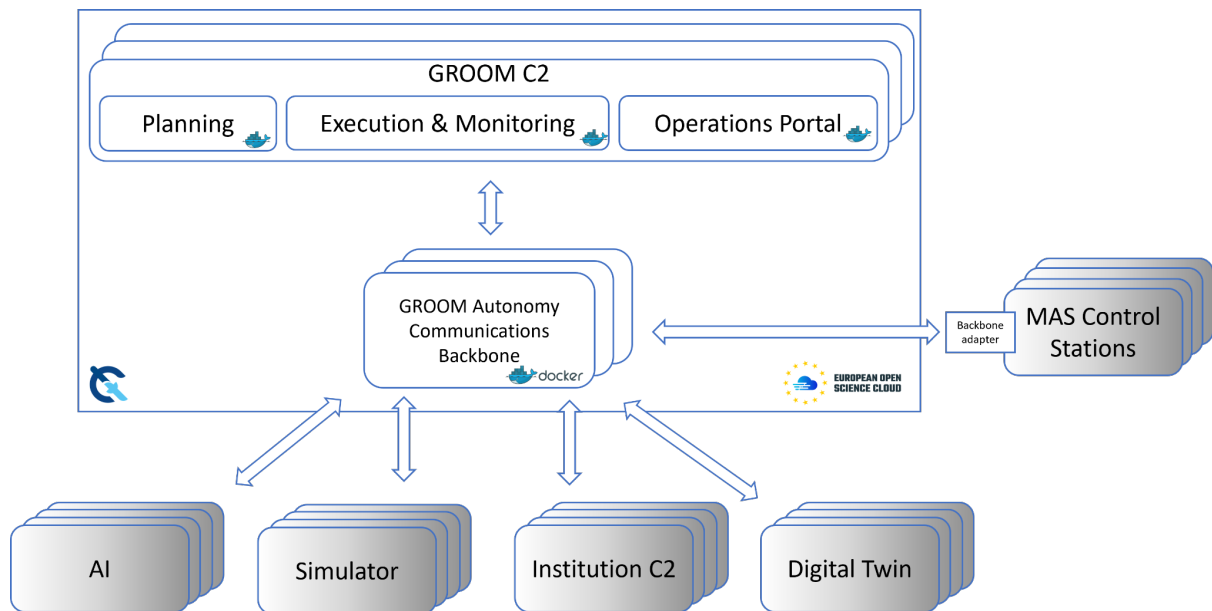 GROOM C2
Planning
Execution & Monitoring
Operations Portal
GROOM Autonomy
Communications
Backbone
docker
Backbone
adapter
MAS Control
Stations
EUROPEAN OPEN
SCIENCE CLOUD
AI
Simulator
Institution C2
Digital Twin